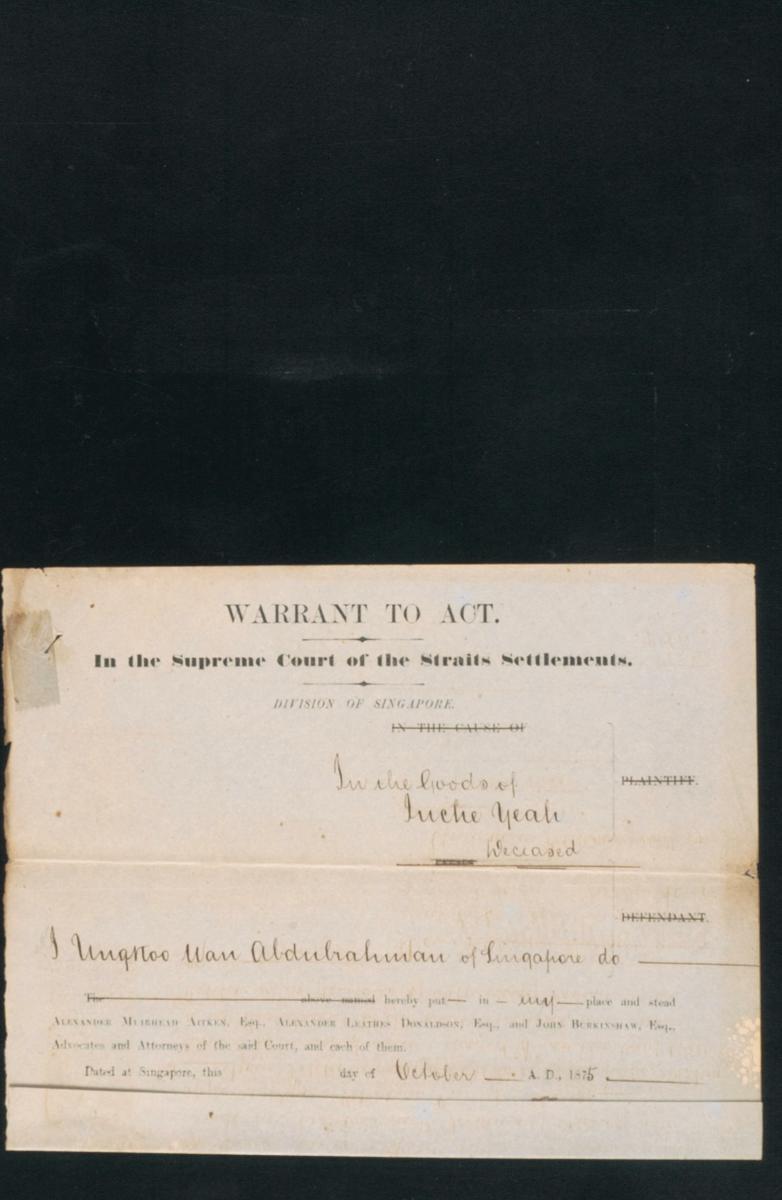 WARRANT TO ACT.
In the Supreme Court of the Straits Settlements.
DIVISION OF SINGAPORE.
IN THE CAUSE OF
In the Goods of
PLAINTIFF.
Inche Yeah
Deceased
DEFENDANT.
I Ungkoo Wan Abdulrahman of Singapore do
The above named hereby put in my place and stead
ALEXANDER MUIRHEAD AITKEN, Esq., ALEXANDER LEATHES DONALDSON, Esq., and JOHN BURKINSHAW, Esq.,
Advocates and Attorneys of the said Court, and each of them.
Dated at Singapore, this day of October A. D., 1875